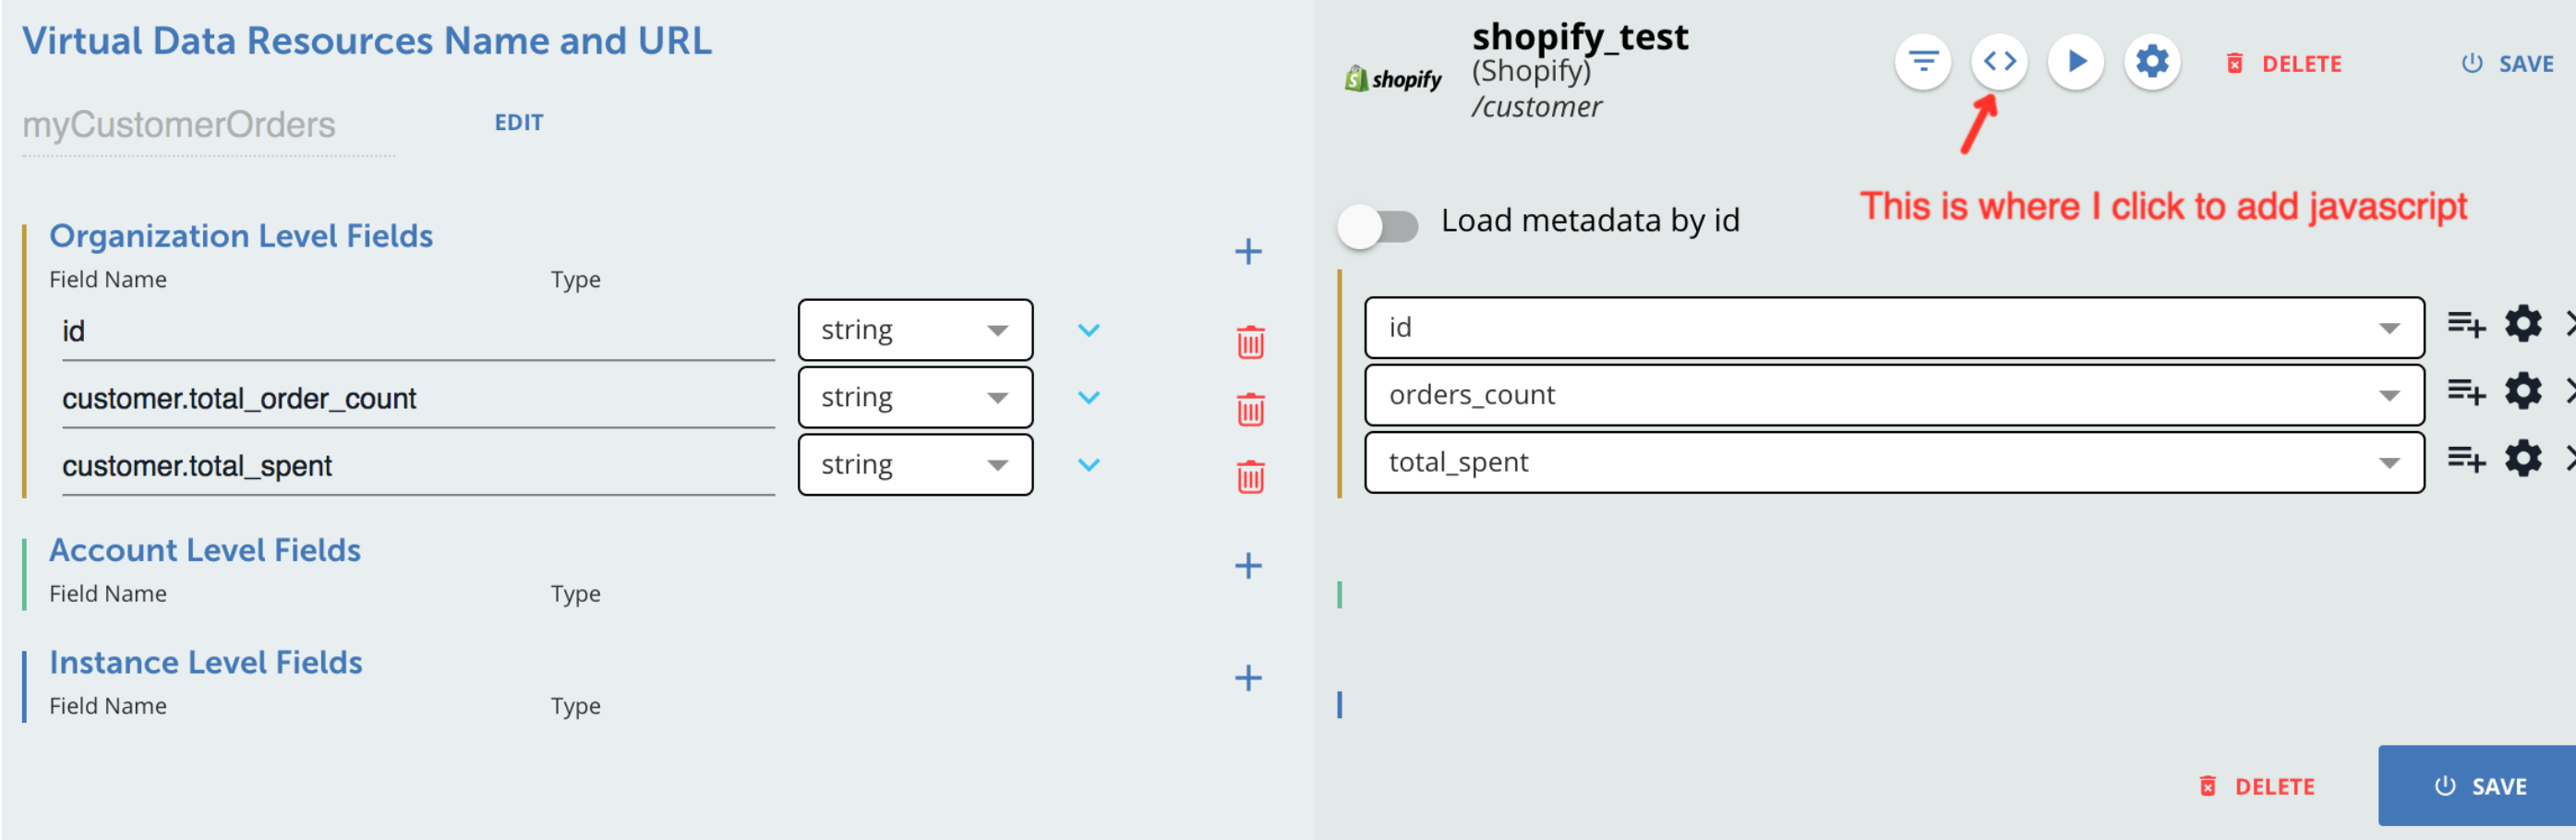 Virtual Data Resources Name and URL
myCustomerOrders
EDIT
Organization Level Fields
Field Name Type
id string
customer.total_order_count string
customer.total_spent string
Account Level Fields
Field Name Type
Instance Level Fields
Field Name Type
shopify
shopify_test
(Shopify)
/customer
DELETE
SAVE
This is where I click to add javascript
Load metadata by id
id
orders_count
total_spent
DELETE
SAVE